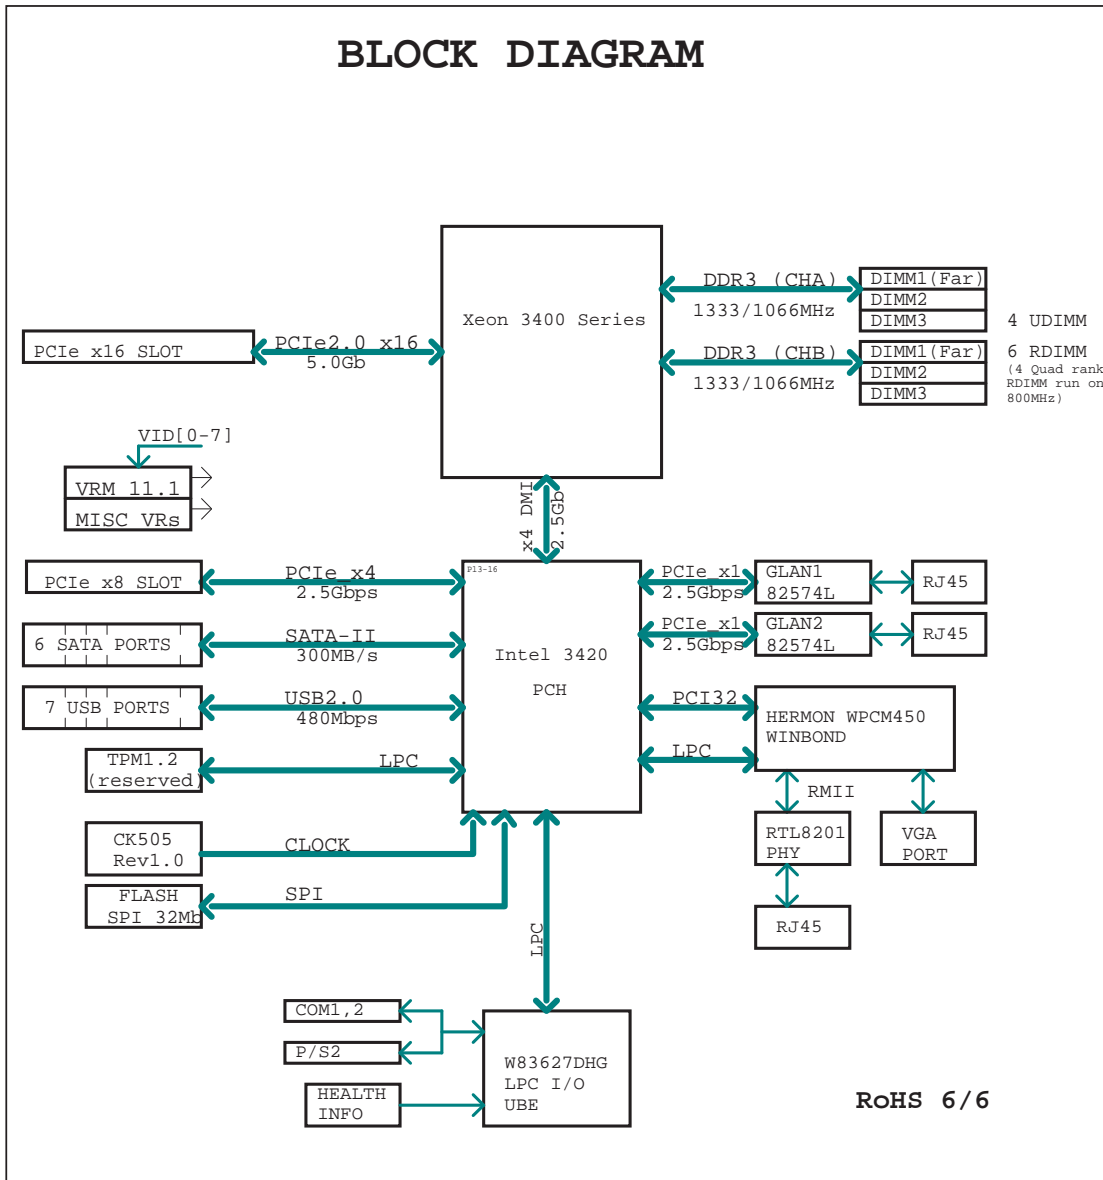 BLOCK DIAGRAM
Xeon 3400 Series
DDR3 (CHA)
1333/1066MHz
DIMM1(Far)
DIMM2
DIMM3
4 UDIMM
DDR3 (CHB)
1333/1066MHz
DIMM1(Far)
DIMM2
DIMM3
6 RDIMM
(4 Quad rank
RDIMM run on
800MHz)
PCIe x16 SLOT
PCIe2.0 x16
5.0Gb
VID[0-7]
VRM 11.1
MISC VRs
x4 DMI
2.5Gb
P13-16
Intel 3420
PCH
PCIe x8 SLOT
PCIe_x4
2.5Gbps
6 SATA PORTS
SATA-II
300MB/s
7 USB PORTS
USB2.0
480Mbps
TPM1.2
(reserved)
LPC
CK505
Rev1.0
CLOCK
FLASH
SPI 32Mb
SPI
PCIe_x1
2.5Gbps
GLAN1
82574L
RJ45
PCIe_x1
2.5Gbps
GLAN2
82574L
RJ45
PCI32
LPC
HERMON WPCM450
WINBOND
RMII
RTL8201
PHY
VGA
PORT
RJ45
LPC
COM1,2
P/S2
HEALTH
INFO
W83627DHG
LPC I/O
UBE
RoHS 6/6